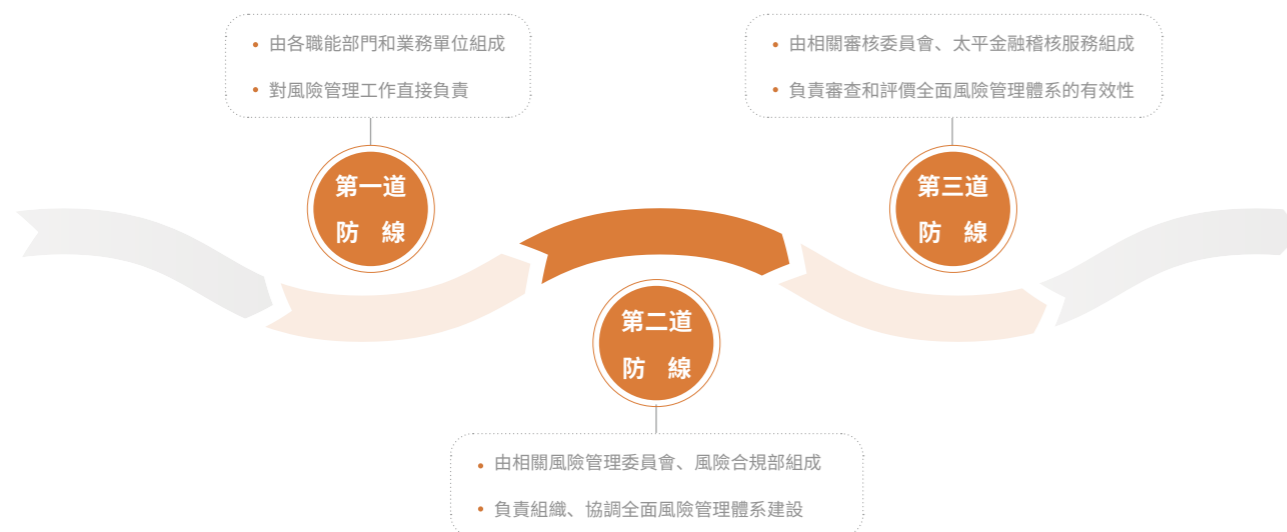 • 由各職能部門和業務單位組成
• 對風險管理工作直接負責
第一道
防 線
• 由相關審核委員會、太平金融稽核服務組成
• 負責審查和評價全面風險管理體系的有效性
第三道
防 線
第二道
防 線
• 由相關風險管理委員會、風險合規部組成
• 負責組織、協調全面風險管理體系建設